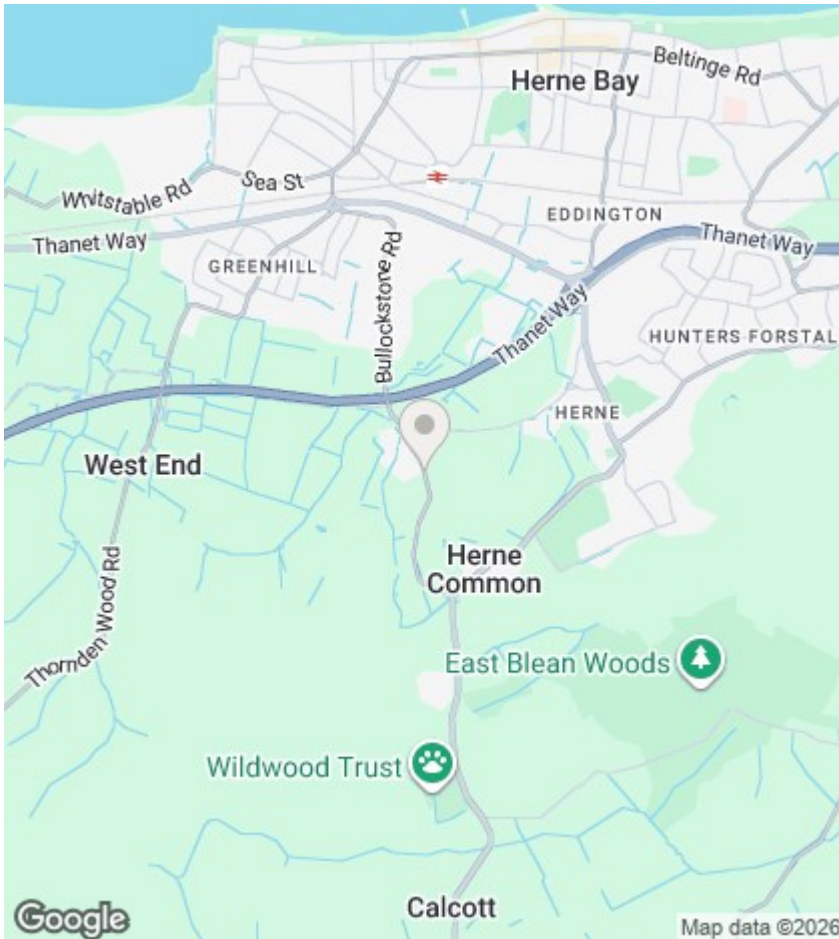 Beltinge Rd
Herne Bay
Sea St
Whitstable Rd
EDDINGTON
Thanet Way
Thanet Way
GREENHILL
Bullockstone Rd
Thanet Way
HUNTERS FORSTAL
HERNE
West End
Herne
Common
Thornden Wood Rd
East Blean Woods
Wildwood Trust
Calcott
Google
Map data ©2026